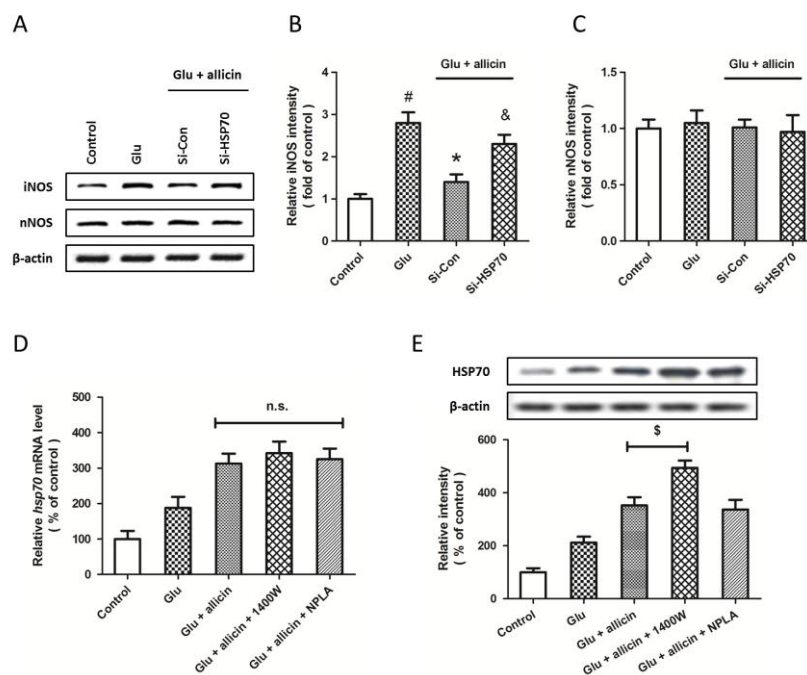 A
Glu + allicin
Control
Glu
Si-Con
Si-HSP70
iNOS
nNOS
β-actin
B
Glu + allicin
Relative iNOS intensity
( fold of control )
4
3
2
1
0
#
*
&
Control
Glu
Si-Con
Si-HSP70
C
Glu + allicin
Relative nNOS intensity
( fold of control )
1.5
1.0
0.5
0.0
Control
Glu
Si-Con
Si-HSP70
D
Relative hsp70 mRNA level
( % of control )
500
400
300
200
100
0
n.s.
Control
Glu
Glu + allicin
Glu + allicin + 1400W
Glu + allicin + NPLA
E
HSP70
β-actin
Relative intensity
( % of control )
600
400
200
0
$
Control
Glu
Glu + allicin
Glu + allicin + 1400W
Glu + allicin + NPLA